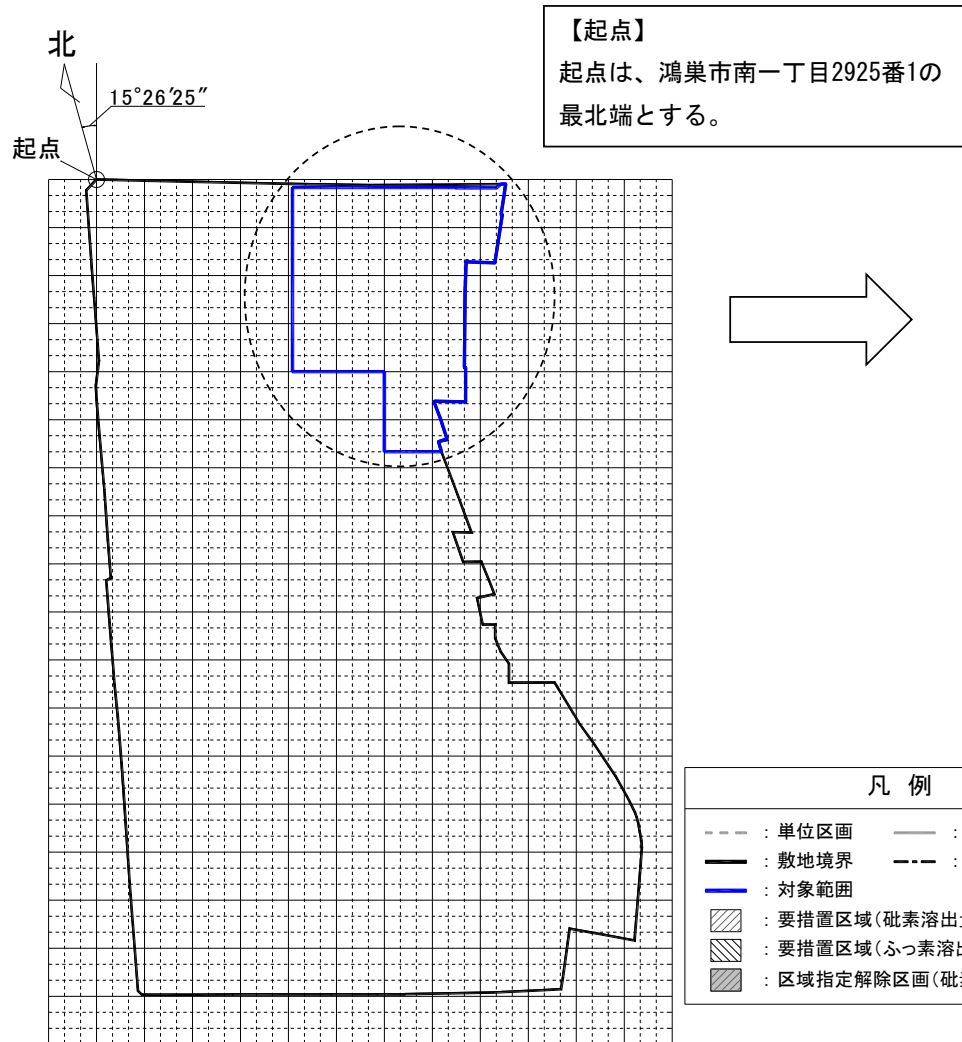 【起点】
起点は、鴻巣市南一丁目2925番1の
最北端とする。
北
15°26′25″
起点
凡 例
: 単位区画 :
: 敷地境界 :
: 対象範囲
: 要措置区域(砒素溶出
: 要措置区域(ふっ素溶出
: 区域指定解除区画(砒